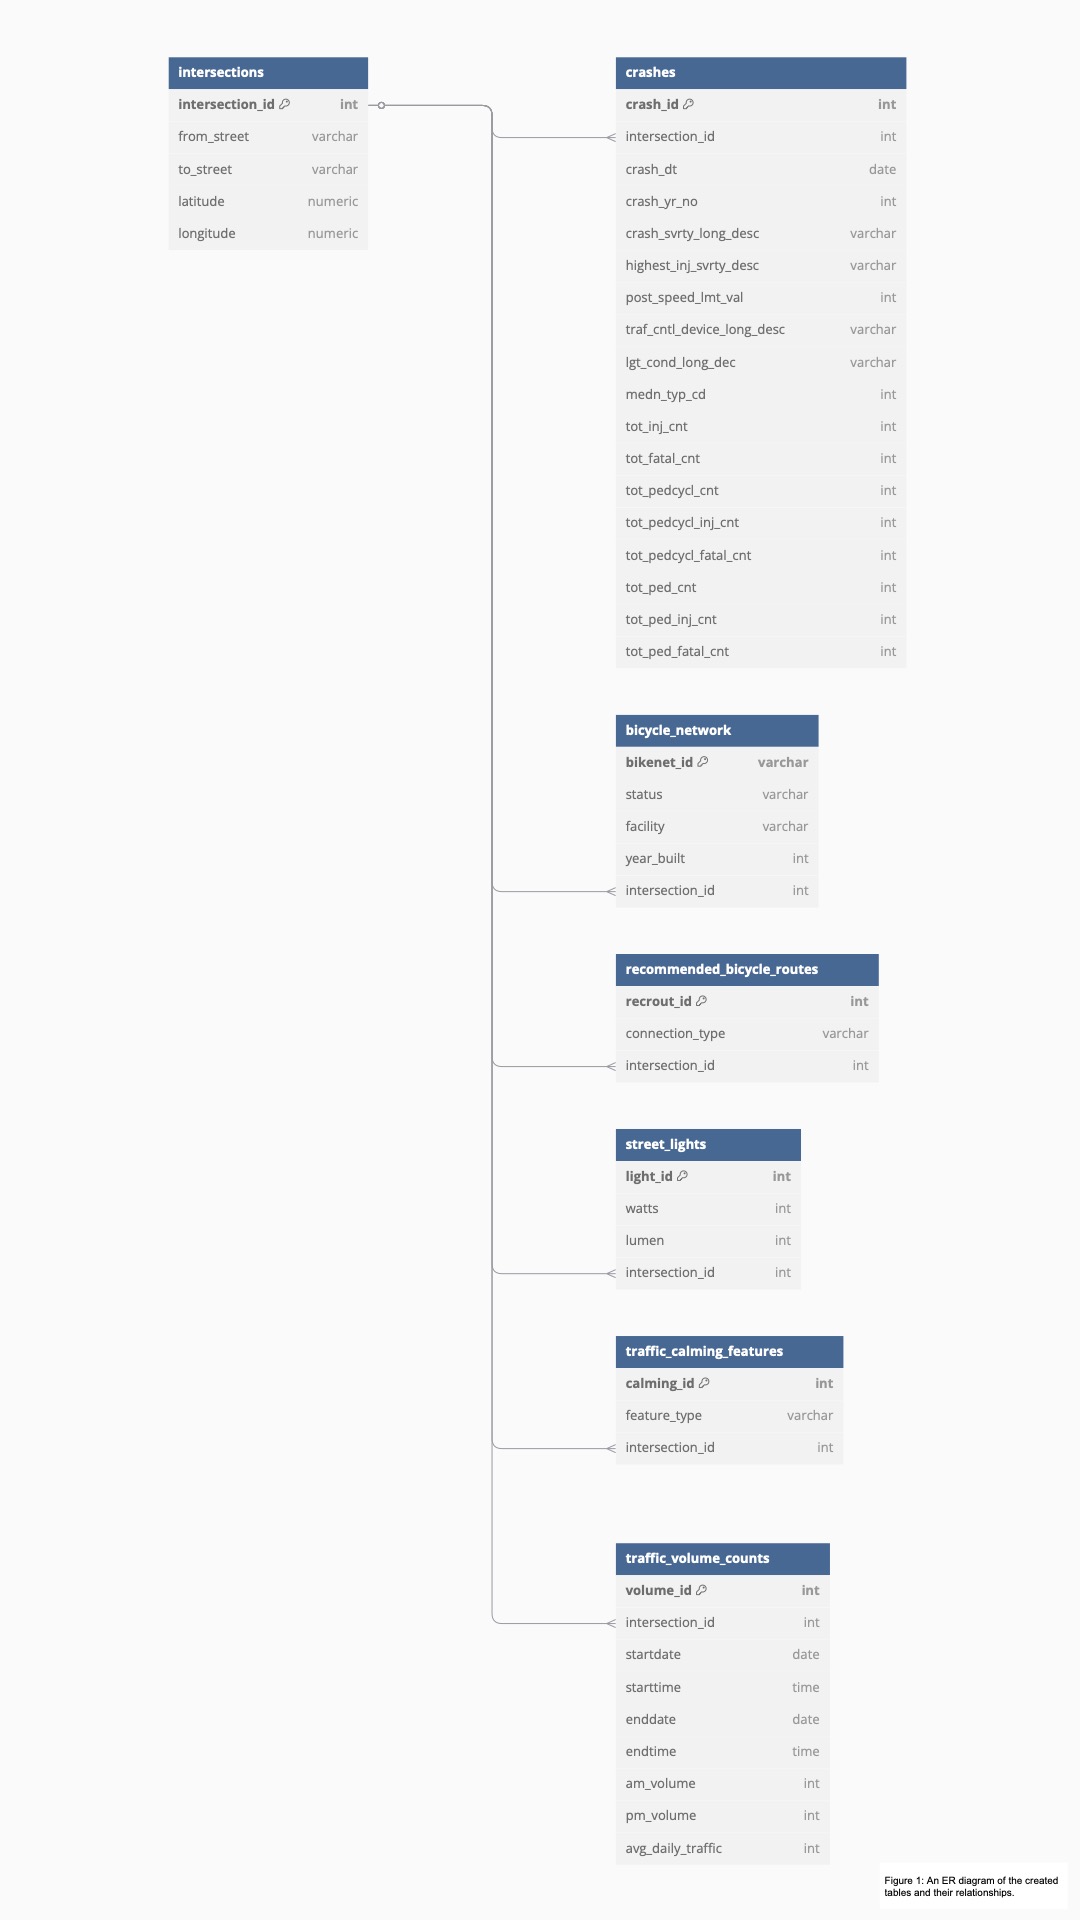 intersections
intersection_id int
from_street varchar
to_street varchar
latitude numeric
longitude numeric
crashes
crash_id int
intersection_id int
crash_dt date
crash_yr_no int
crash_svrty_long_desc varchar
highest_inj_svrty_desc varchar
post_speed_lmt_val int
traf_cntl_device_long_desc varchar
lgt_cond_long_dec varchar
medn_typ_cd int
tot_inj_cnt int
tot_fatal_cnt int
tot_pedcycl_cnt int
tot_pedcycl_inj_cnt int
tot_pedcycl_fatal_cnt int
tot_ped_cnt int
tot_ped_inj_cnt int
tot_ped_fatal_cnt int
bicycle_network
bikenet_id varchar
status varchar
facility varchar
year_built int
intersection_id int
recommended_bicycle_routes
recrout_id int
connection_type varchar
intersection_id int
street_lights
light_id int
watts int
lumen int
intersection_id int
traffic_calming_features
calming_id int
feature_type varchar
intersection_id int
traffic_volume_counts
volume_id int
intersection_id int
startdate date
starttime time
enddate date
endtime time
am_volume int
pm_volume int
avg_daily_traffic int
Figure 1: An ER diagram of the created
tables and their relationships.